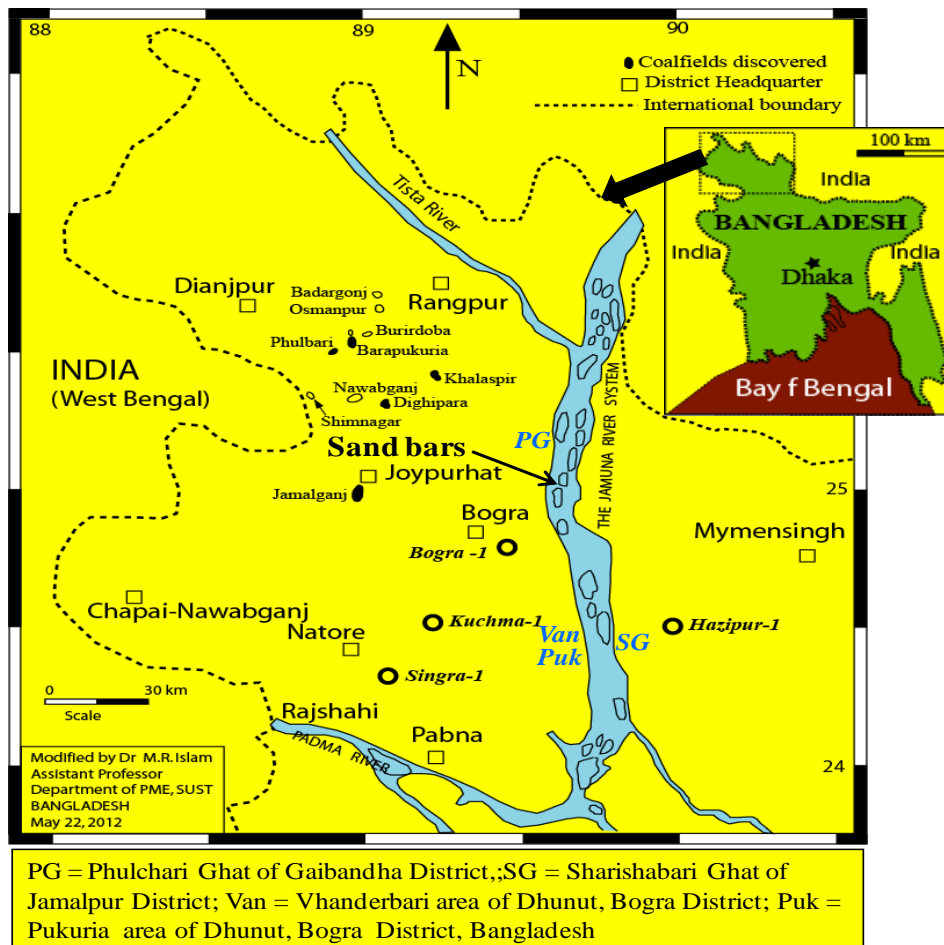 88
89
90
N
Coalfields discovered
District Headquarter
International boundary
100 km
India
BANGLADESH
India
India
Dhaka
Bay f Bengal
Tista River
Dianjpur
Badargonj
Osmanpur
Rangpur
Burirdoba
Phulbari
Barapukuria
INDIA
(West Bengal)
Khalaspir
Nawabganj
Dighipara
Shimnagar
PG
THE JAMUNA RIVER SYSTEM
Sand bars
Joypurhat
Jamalganj
25
Bogra
Mymensingh
Bogra -1
Chapai-Nawabganj
Kuchma-1
Hazipur-1
Natore
Van
Puk
SG
Singra-1
0 30 km
Scale
Rajshahi
PADMA RIVER
Pabna
24
Modified by Dr M.R. Islam
Assistant Professor
Department of PME, SUST
BANGLADESH
May 22, 2012
PG = Phulchari Ghat of Gaibandha District,;SG = Sharishabari Ghat of
Jamalpur District; Van = Vhanderbari area of Dhunut, Bogra District; Puk =
Pukuria area of Dhunut, Bogra District, Bangladesh